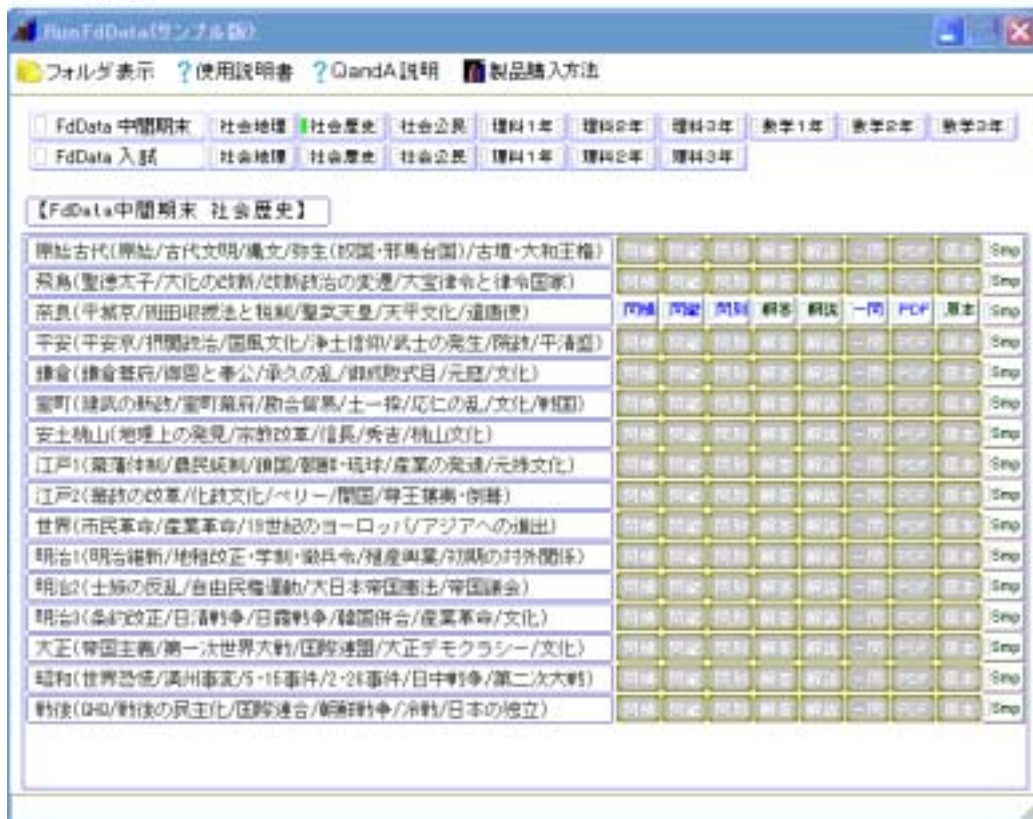 RunFdData(サンプル版)
フォルダ表示 ?使用説明書 ?QandA説明 製品購入方法
FdData 中間期末 社会地理 社会歴史 社会公民 理科1年 理科2年 理科3年 数学1年 数学2年 数学3年
FdData 入試 社会地理 社会歴史 社会公民 理科1年 理科2年 理科3年
【FdData中間期末 社会歴史】
原始古代(原始/古代文明/縄文/弥生(奴国・邪馬台国)/古墳・大和王権) Smp
飛鳥(聖徳太子/大化の改新/改新政治の変遷/大宝律令と律令国家) Smp
奈良(平城京/班田収授法と税制/聖武天皇/天平文化/遣唐使) 問横 問縦 問別 解答 解説 一問 PDF 原本 Smp
平安(平安京/摂関政治/国風文化/浄土信仰/武士の発生/院政/平清盛) Smp
鎌倉(鎌倉幕府/御恩と奉公/承久の乱/御成敗式目/元寇/文化) Smp
室町(建武の新政/室町幕府/勘合貿易/土一揆/応仁の乱/文化/戦国) Smp
安土桃山(地理上の発見/宗教改革/信長/秀吉/桃山文化) Smp
江戸1(幕藩体制/農民統制/鎖国/朝鮮・琉球/産業の発達/元禄文化) Smp
江戸2(幕政の改革/化政文化/ペリー/開国/尊王攘夷・倒幕) Smp
世界(市民革命/産業革命/19世紀のヨーロッパ/アジアへの進出) Smp
明治1(明治維新/地租改正・学制・徴兵令/殖産興業/初期の対外関係) Smp
明治2(士族の反乱/自由民権運動/大日本帝国憲法/帝国議会) Smp
明治3(条約改正/日清戦争/日露戦争/韓国併合/産業革命/文化) Smp
大正(帝国主義/第一次世界大戦/国際連盟/大正デモクラシー/文化) Smp
昭和(世界恐慌/満州事変/5・15事件/2・26事件/日中戦争/第二次大戦) Smp
戦後(GHQ/戦後の民主化/国際連合/朝鮮戦争/冷戦/日本の独立) Smp